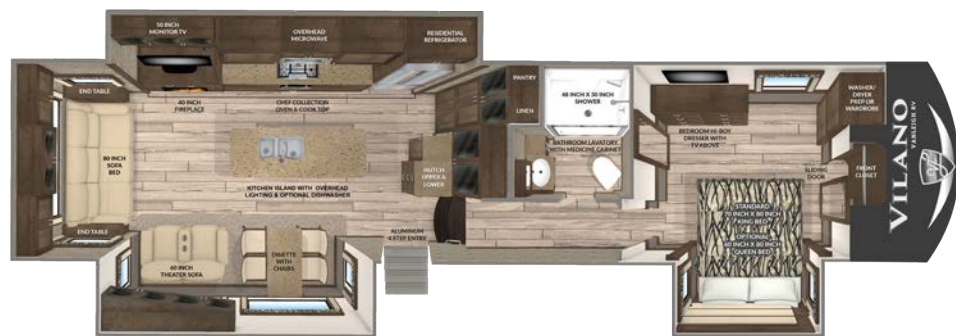 50 INCH
MONITOR TV
OVERHEAD
MICROWAVE
RESIDENTIAL
REFRIGERATOR
END TABLE
40 INCH
FIREPLACE
CHEF COLLECTION
OVEN & COOK TOP
PANTRY
LINEN
48 INCH X 30 INCH
SHOWER
WASHER/
DRYER
PREP OR
WARDROBE
80 INCH
SOFA
BED
BATHROOM LAVATORY
WITH MEDICINE CABINET
BEDROOM HI-BOY
DRESSER WITH
TV ABOVE
HUTCH
UPPER &
LOWER
SLIDING
DOOR
FRONT
CLOSET
KITCHEN ISLAND WITH OVERHEAD
LIGHTING & OPTIONAL DISHWASHER
END TABLE
ALUMINUM
4 STEP ENTRY
60 INCH
THEATER SOFA
DINETTE
WITH
CHAIRS
STANDARD
70 INCH X 80 INCH
KING BED
OPTIONAL
60 INCH X 80 INCH
QUEEN BED
VILANO
VANLEIGH RV